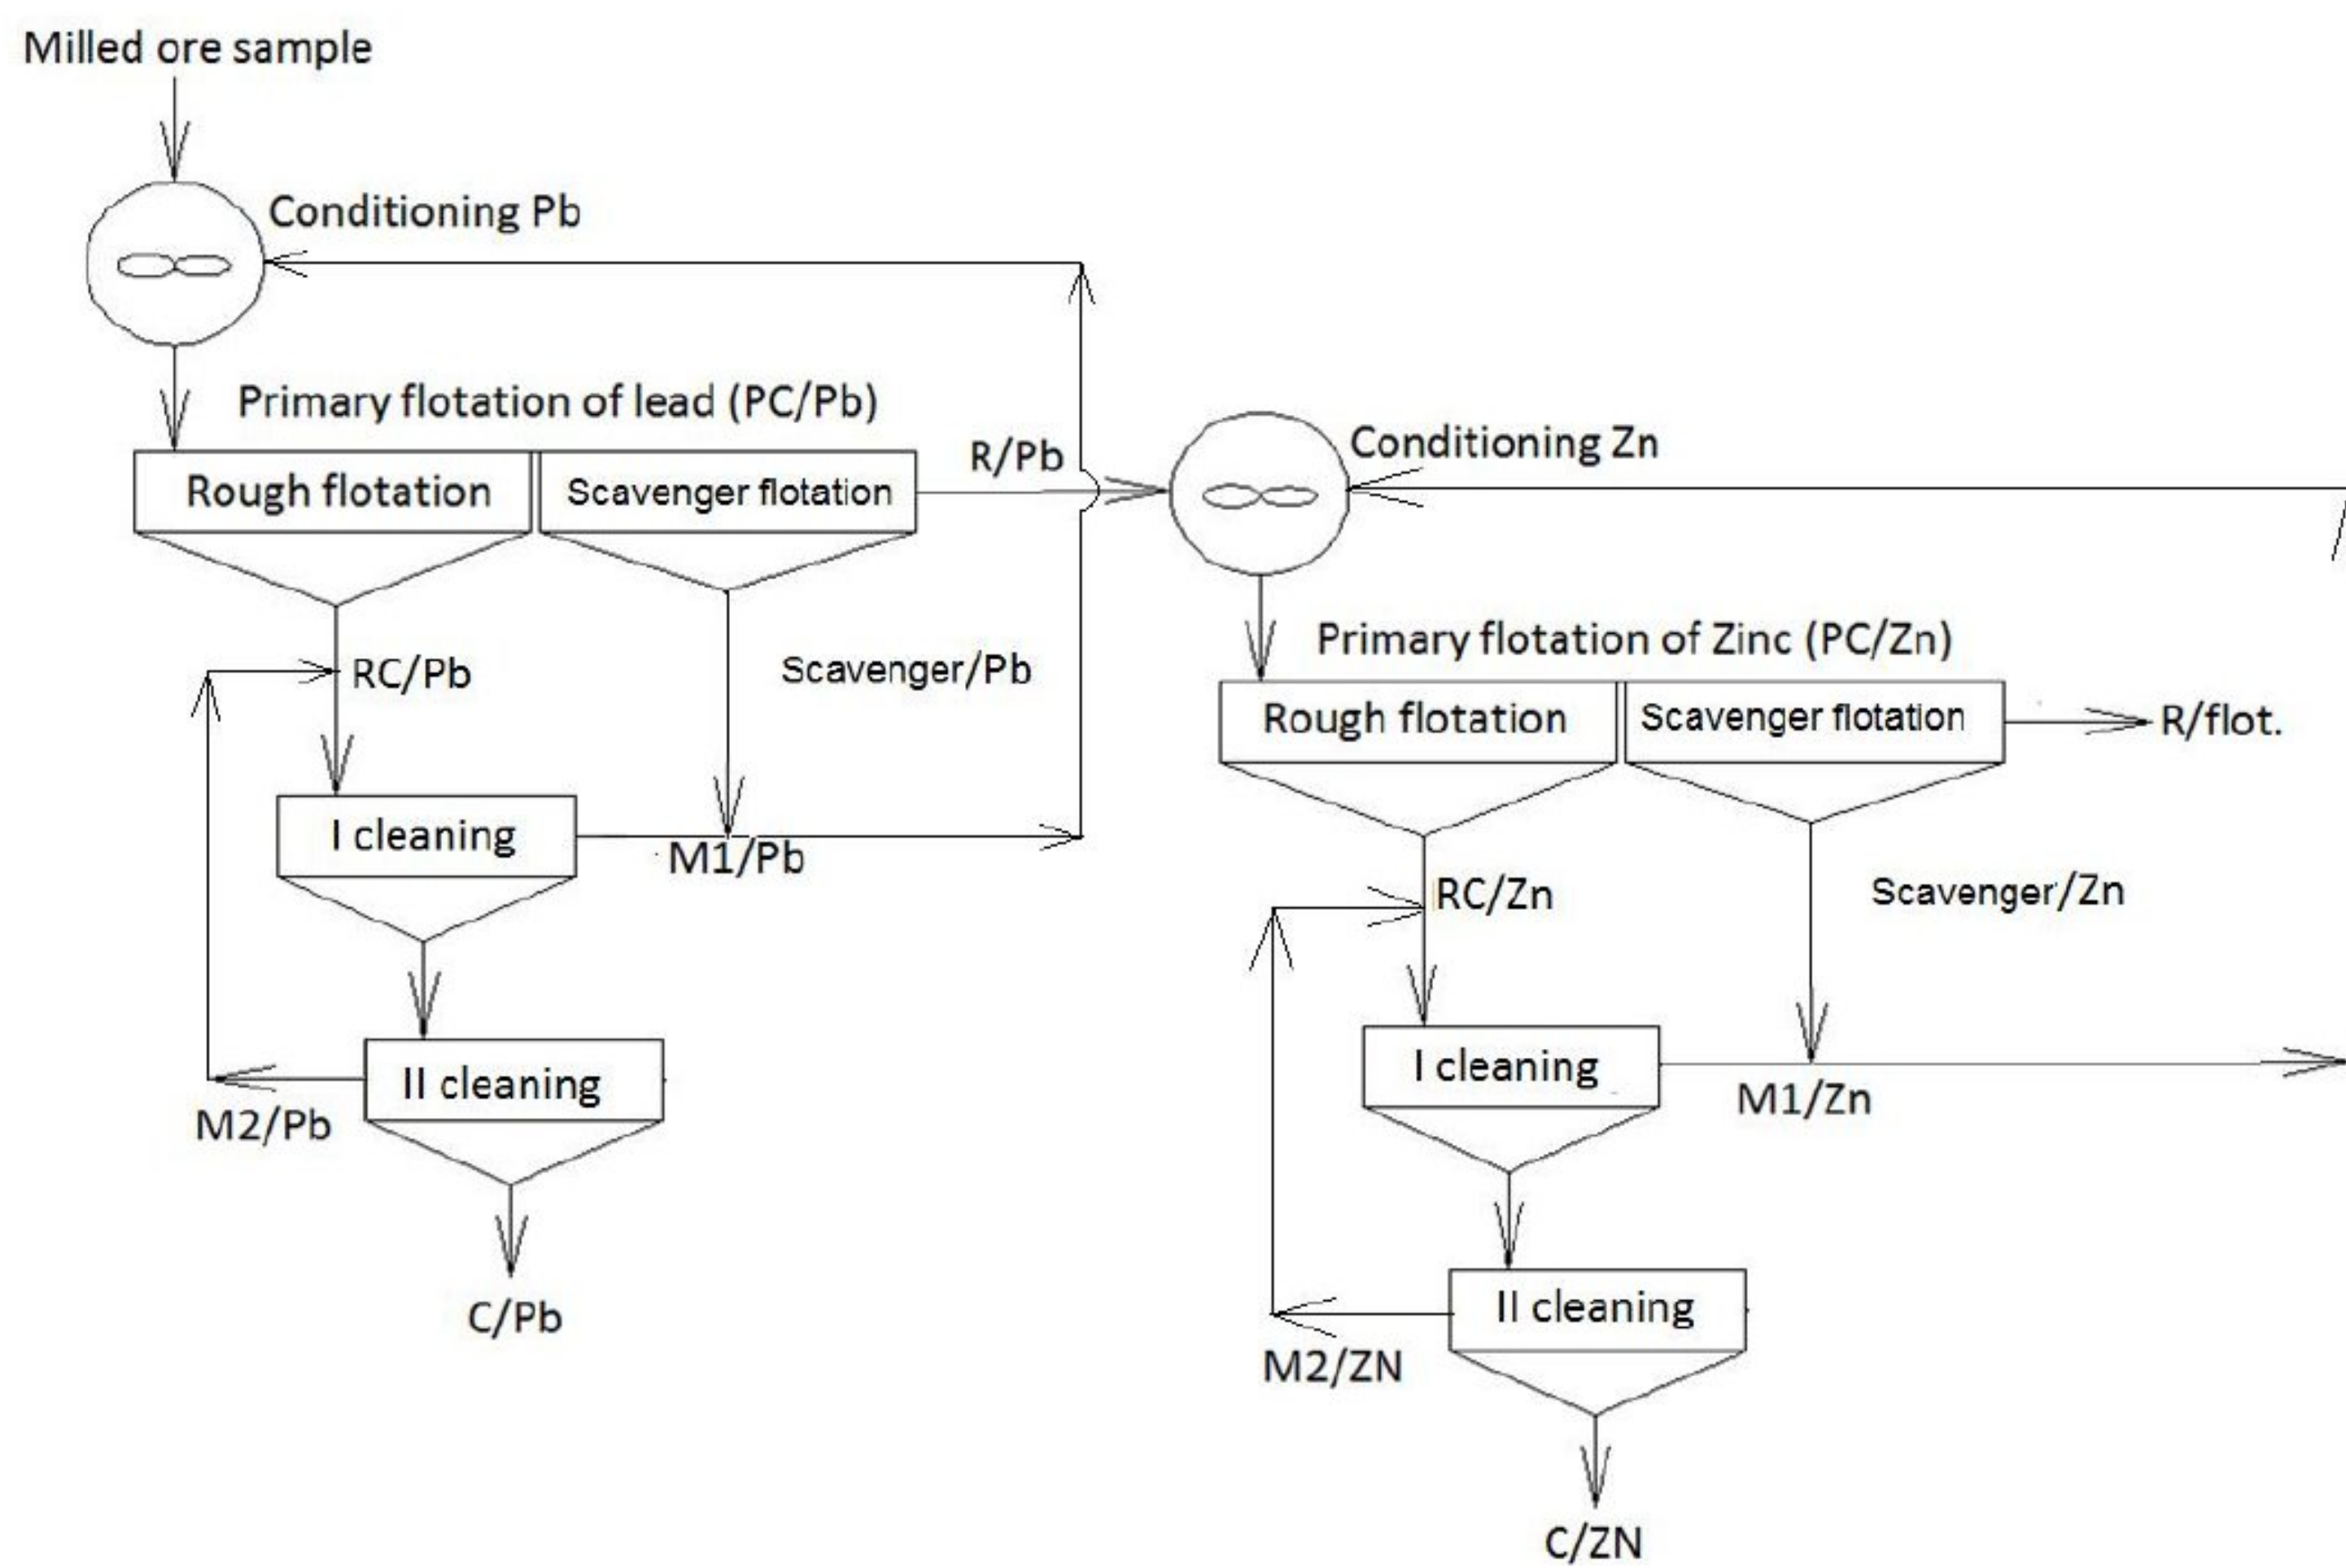 Milled ore sample
Conditioning Pb
Primary flotation of lead (PC/Pb)
Rough flotation
Scavenger flotation
R/Pb
Conditioning Zn
RC/Pb
Scavenger/Pb
I cleaning
M1/Pb
II cleaning
M2/Pb
C/Pb
Primary flotation of Zinc (PC/Zn)
Rough flotation
Scavenger flotation
R/flot.
RC/Zn
Scavenger/Zn
I cleaning
M1/Zn
II cleaning
M2/ZN
C/ZN